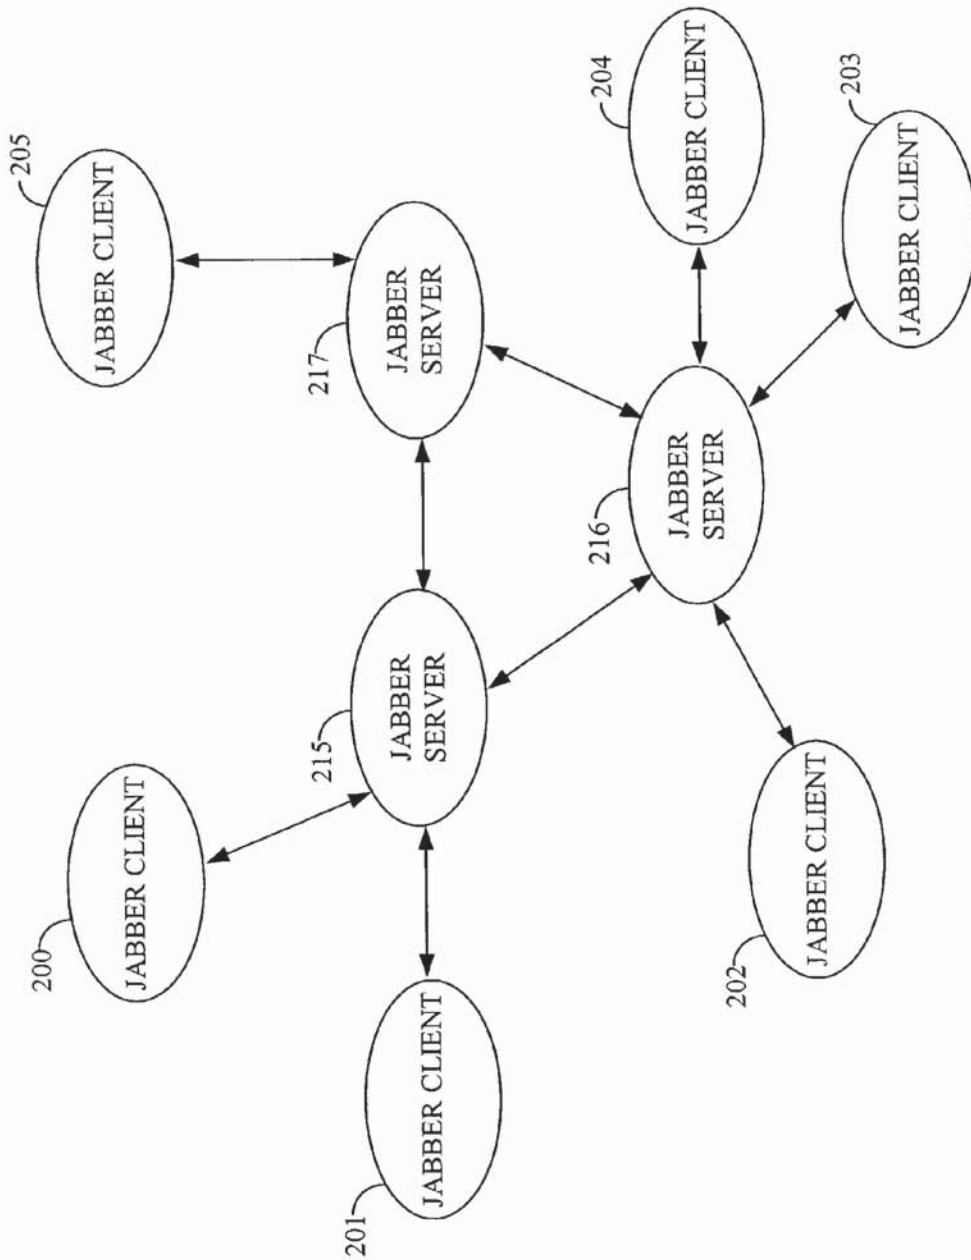 205
JABBER CLIENT
204
JABBER CLIENT
203
JABBER CLIENT
217
JABBER
SERVER
216
JABBER
SERVER
215
JABBER
SERVER
200
JABBER CLIENT
201
JABBER CLIENT
202
JABBER CLIENT